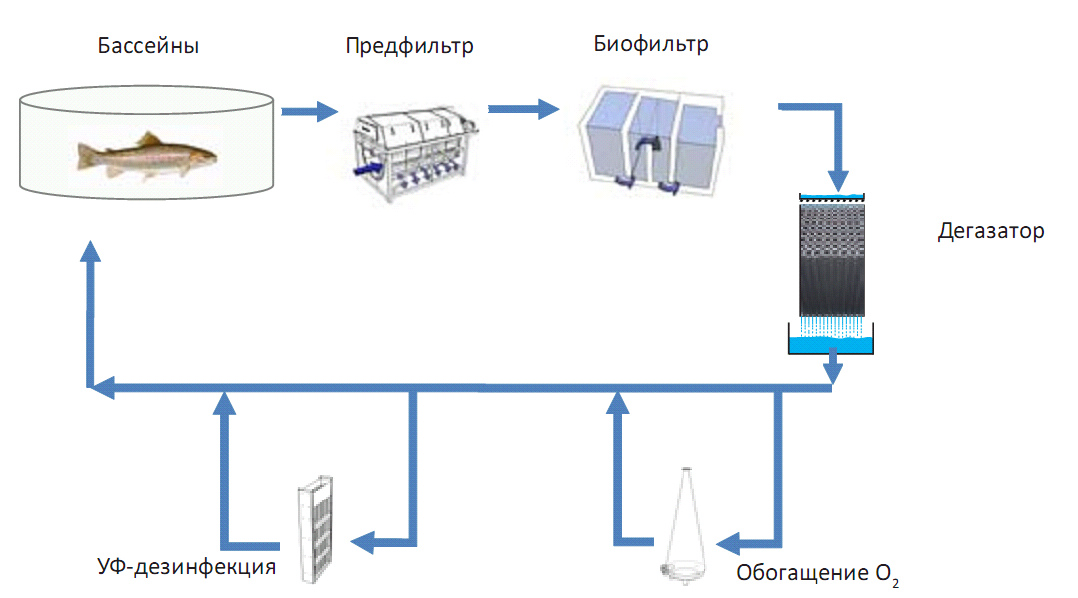 Бассейны
Предфильтр
Биофильтр
Дегазатор
УФ-дезинфекция
Обогащение O₂